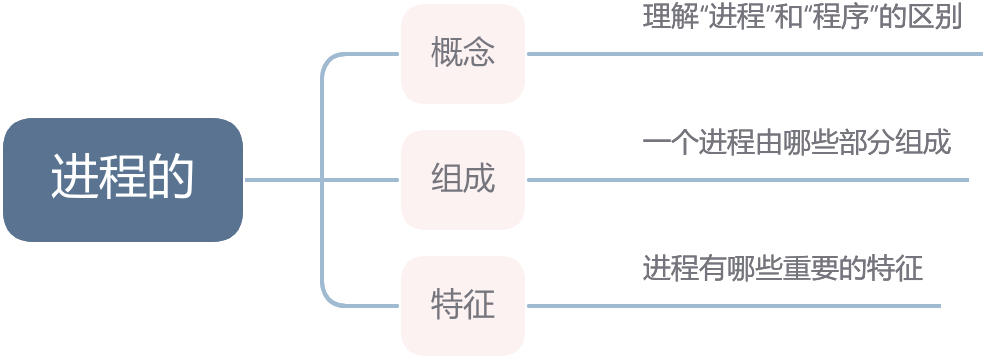 进程的
概念
理解“进程”和“程序”的区别
组成
一个进程由哪些部分组成
特征
进程有哪些重要的特征